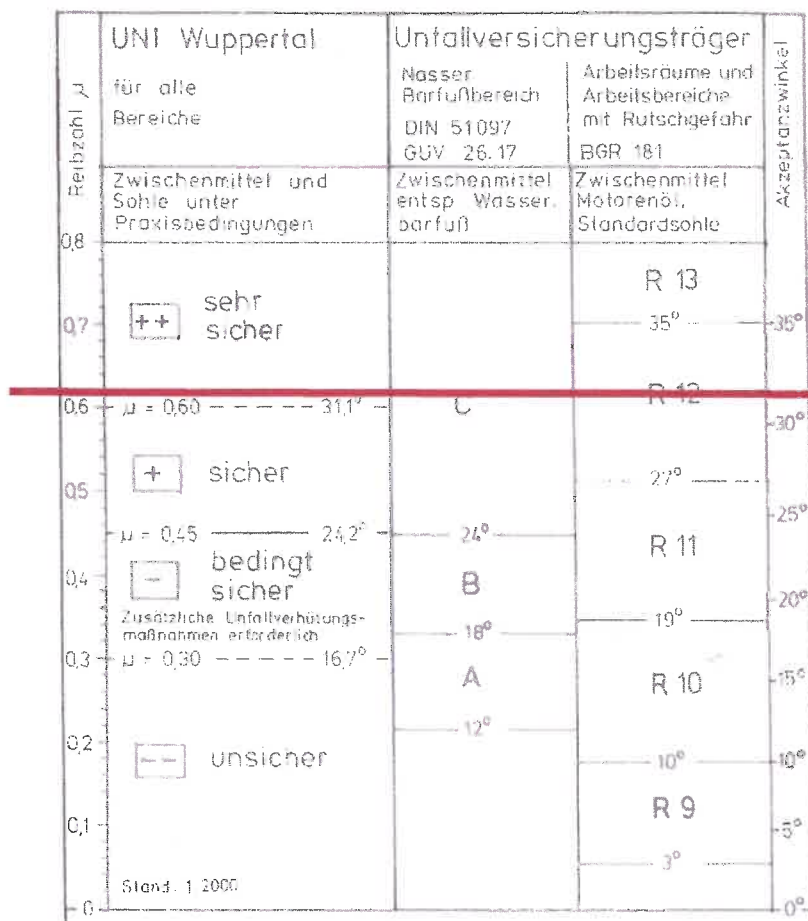 UNI Wuppertal
für alle
Bereiche
Zwischenmittel und
Sohle unter
Praxisbedingungen
Unfallversicherungsträger
Nasser
Barfußbereich
DIN 51097
GUV 26.17
Zwischenmittel
entsp Wasser.
barfuß
Arbeitsräume und
Arbeitsbereiche
mit Rutschgefahr
BGR 181
Zwischenmittel
Motorenöl,
Standardsohle
Reibzahl µ
0,8
0,7
0,6
0,5
0,4
0,3
0,2
0,1
0
++ sehr
sicher
µ = 0,60 31,1°
+ sicher
µ = 0,45 24,2°
- bedingt
sicher
Zusätzliche Unfallverhütungs-
maßnahmen erforderlich
µ = 0,30 16,7°
-- unsicher
Stand. 1 2000
C
24°
B
18°
A
12°
R 13
35°
R 12
27°
R 11
19°
R 10
10°
R 9
3°
Akzeptanzwinkel
35°
30°
25°
20°
15°
10°
5°
0°